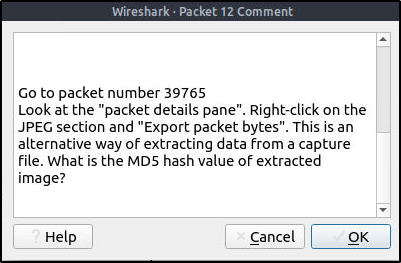 Wireshark · Packet 12 Comment
Go to packet number 39765
Look at the "packet details pane". Right-click on the
JPEG section and "Export packet bytes". This is an
alternative way of extracting data from a capture
file. What is the MD5 hash value of extracted
image?
? Help
Cancel
OK